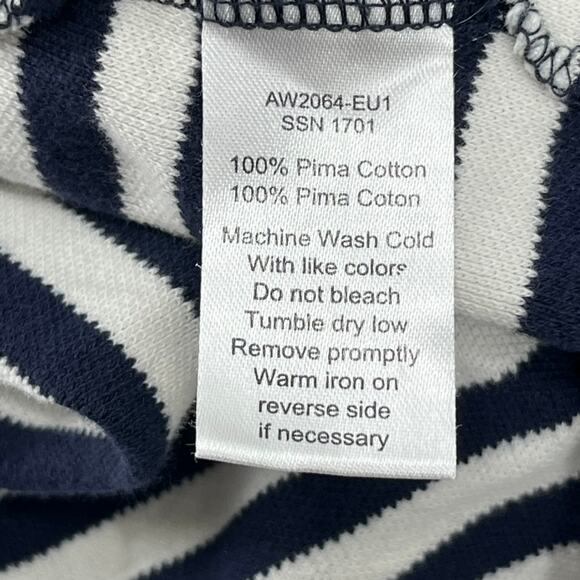 AW2064-EU1
SSN 1701
100% Pima Cotton
100% Pima Coton
Machine Wash Cold
With like colors
Do not bleach
Tumble dry low
Remove promptly
Warm iron on
reverse side
if necessary